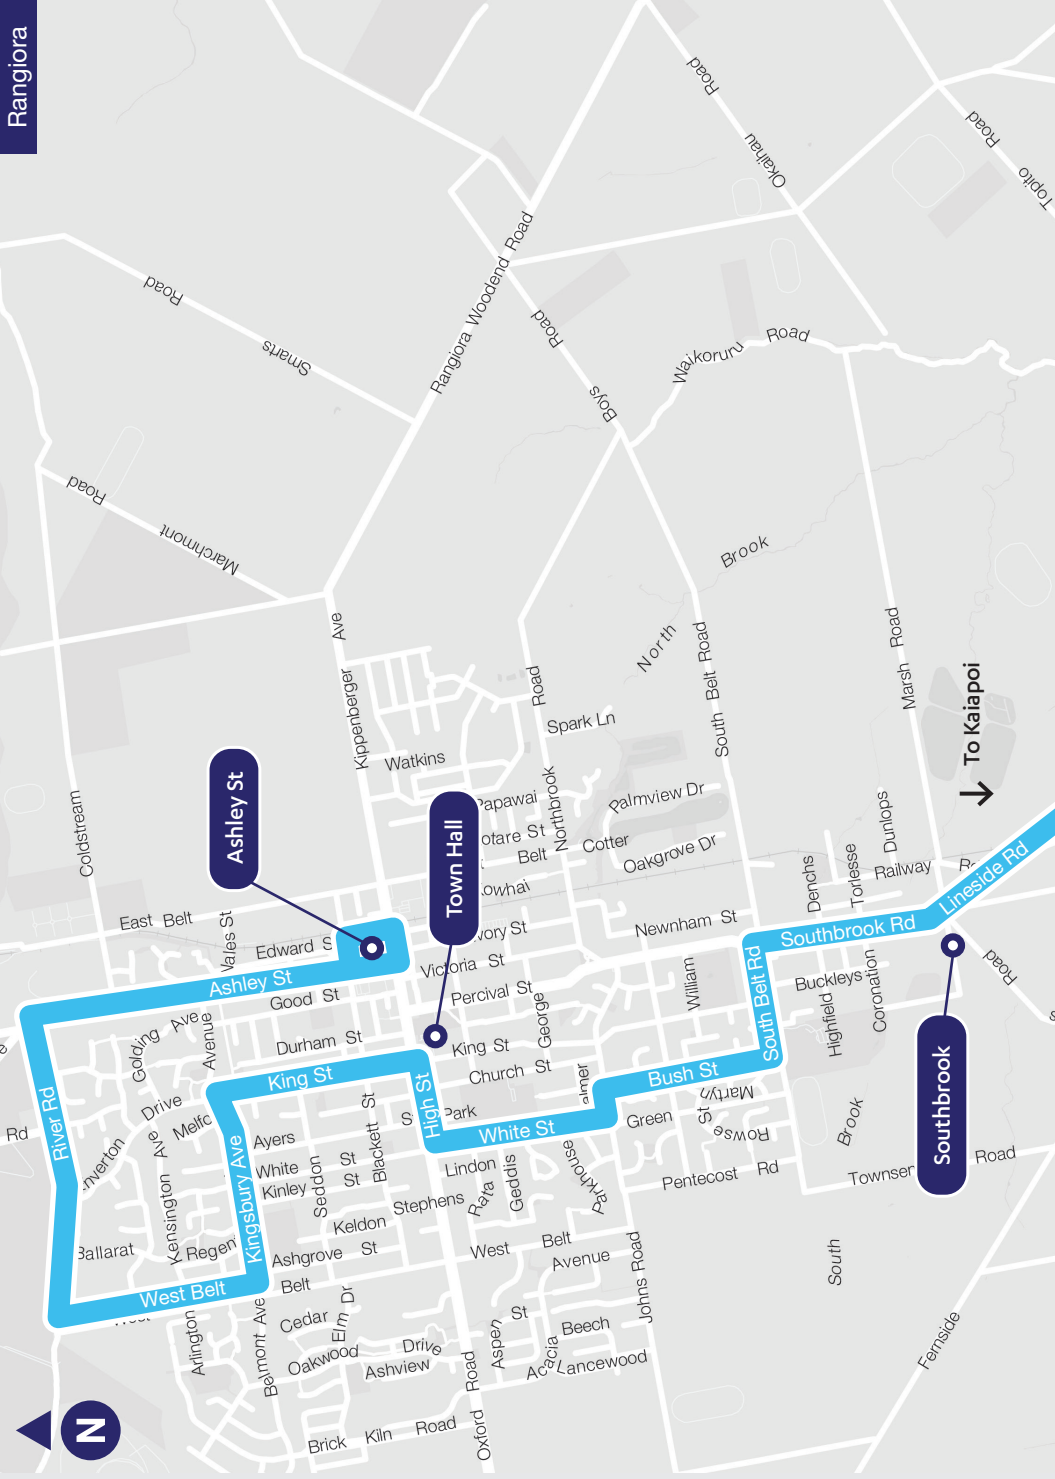 Rangiora
Road
Okaihau
Road
Topito
Rangiora Woodend Road
Road
Smarts
Road
Boys
Waikoruru Road
Road
Marchmont
Brook
North
Ave
Kippenberger
Road
Northbrook
South Belt Road
Marsh Road
To Kaiapoi
Spark Ln
Watkins
Papawai
Palmview Dr
Cotter
Oakgrove Dr
Belt
St
Coldstream
Ashley St
Town Hall
Dunlops
Denchs
Torlesse
Railway
Lineside Rd
East Belt
Vales St
Edward
St
Victoria St
Newnham St
Southbrook Rd
Ashley St
Good St
Percival St
George
William
South Belt Rd
Buckleys
Coronation
Highfield
Road
Golding Ave
Avenue
Durham St
King St
Church St
King St
High St
Park
White St
Bush St
Martyn
St
Rowse
Green
Brook
Southbrook
River Rd
Rd
Drive
Ave
Kensington
Kingsbury Ave
Ayers
White St
Kinley St
Seddon
Blackett St
Keldon
Stephens
Lindon
Rata
Geddis
Pentecost Rd
Road
Ballarat
Ashgrove St
West Belt
Avenue
Johns Road
South
West Belt
Belt
Cedar
Elm Dr
Oakwood
Drive
Ashview
Arlington
Belmont Ave
Aspen
St
Acacia
Beech
Lancewood
Fernside
Brick Kiln Road
Oxford Road
N